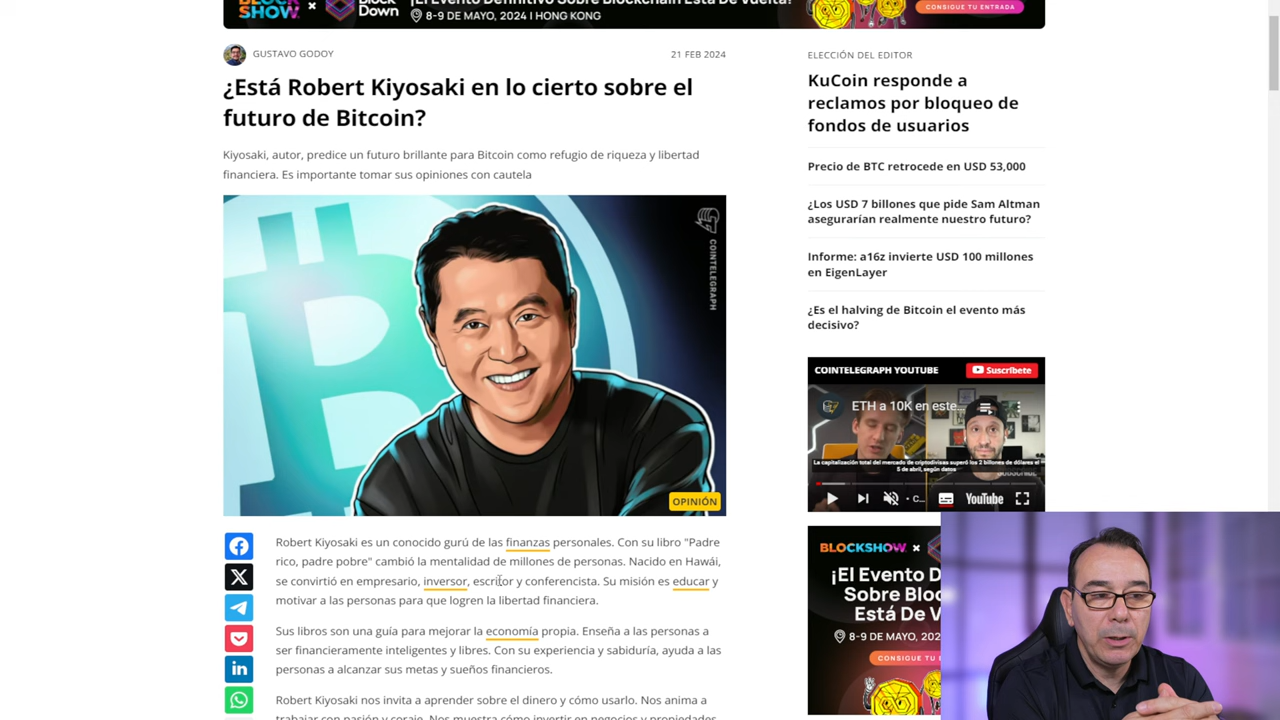 BLOCK
SHOW
×
Block
Down
¡El Evento Definitivo Sobre Blockchain Está De Vuelta!
8-9 DE MAYO, 2024 I HONG KONG
CONSIGUE TU ENTRADA
GUSTAVO GODOY
21 FEB 2024
¿Está Robert Kiyosaki en lo cierto sobre el
futuro de Bitcoin?
Kiyosaki, autor, predice un futuro brillante para Bitcoin como refugio de riqueza y libertad
financiera. Es importante tomar sus opiniones con cautela
COINTELEGRAPH
OPINIÓN
Robert Kiyosaki es un conocido gurú de las finanzas personales. Con su libro "Padre
rico, padre pobre" cambió la mentalidad de millones de personas. Nacido en Hawái,
se convirtió en empresario, inversor, escritor y conferencista. Su misión es educar y
motivar a las personas para que logren la libertad financiera.
Sus libros son una guía para mejorar la economía propia. Enseña a las personas a
ser financieramente inteligentes y libres. Con su experiencia y sabiduría, ayuda a las
personas a alcanzar sus metas y sueños financieros.
Robert Kiyosaki nos invita a aprender sobre el dinero y cómo usarlo. Nos anima a
trabajar con pasión y coraje. Nos muestra cómo invertir en negocios y propiedades
ELECCIÓN DEL EDITOR
KuCoin responde a
reclamos por bloqueo de
fondos de usuarios
Precio de BTC retrocede en USD 53,000
¿Los USD 7 billones que pide Sam Altman
asegurarían realmente nuestro futuro?
Informe: a16z invierte USD 100 millones
en EigenLayer
¿Es el halving de Bitcoin el evento más
decisivo?
COINTELEGRAPH YOUTUBE
Suscríbete
ETH a 10K en este...
La capitalización total del mercado de criptodivisas superó los 2 billones de dólares el
5 de abril, según datos
• C...
YouTube
BLOCKSHOW ×
¡El Evento D
Sobre Bloc
Está De V
8-9 DE MAYO, 202
CONSIGUE TU E